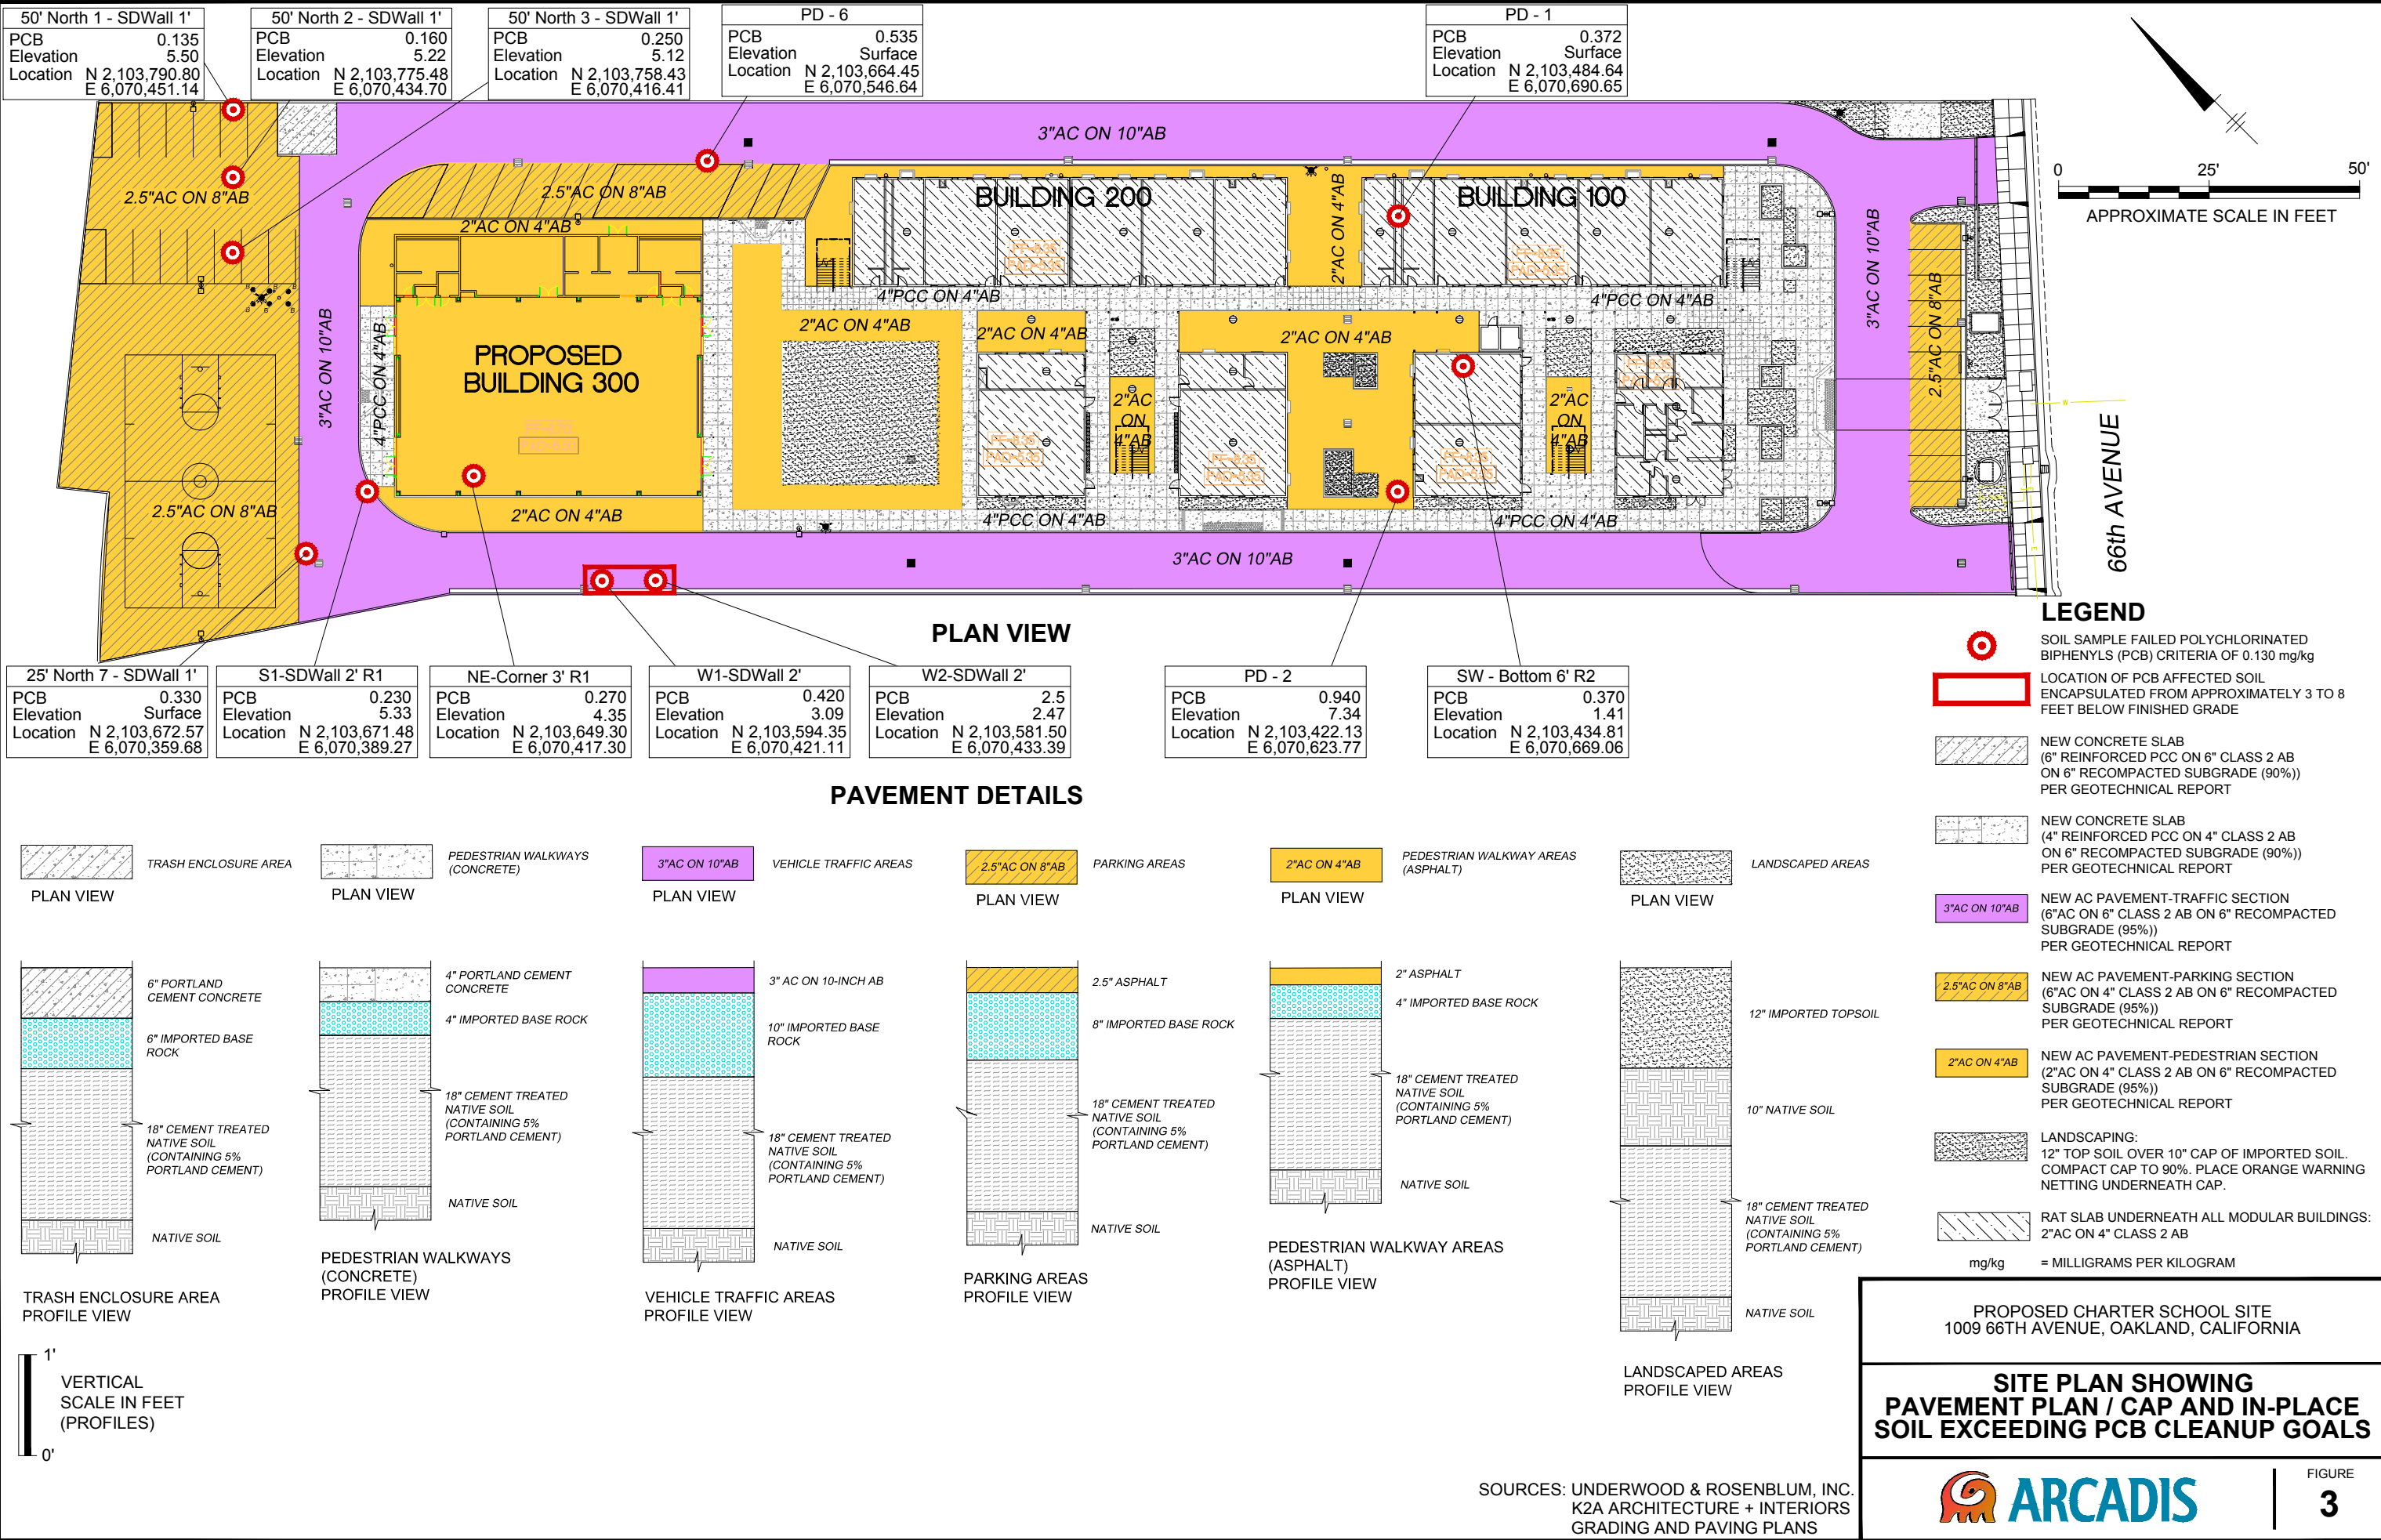 50' North 1 - SDWall 1'
PCB 0.135
Elevation 5.50
Location N 2,103,790.80
E 6,070,451.14
50' North 2 - SDWall 1'
PCB 0.160
Elevation 5.22
Location N 2,103,775.48
E 6,070,434.70
50' North 3 - SDWall 1'
PCB 0.250
Elevation 5.12
Location N 2,103,758.43
E 6,070,416.41
PD - 6
PCB 0.535
Elevation Surface
Location N 2,103,664.45
E 6,070,546.64
PD - 1
PCB 0.372
Elevation Surface
Location N 2,103,484.64
E 6,070,690.65
0 25' 50'
APPROXIMATE SCALE IN FEET
3"AC ON 10"AB
2.5"AC ON 8"AB
2.5"AC ON 8"AB
2"AC ON 4"AB
BUILDING 200
2"AC ON 4"AB
BUILDING 100
FF=6.35
PAD=5.35
FF=6.35
PAD=5.35
4"PCC ON 4"AB
4"PCC ON 4"AB
3"AC ON 10"AB
2.5"AC ON 8"AB
3"AC ON 10"AB
4"PCC ON 4"AB
PROPOSED
BUILDING 300
2"AC ON 4"AB
2"AC ON 4"AB
2"AC ON 4"AB
2"AC
ON
4"AB
2"AC
ON
4"AB
FF=6.35
PAD=5.35
FF=6.35
PAD=5.35
FF=6.35
PAD=5.35
2.5"AC ON 8"AB
2"AC ON 4"AB
4"PCC ON 4"AB
4"PCC ON 4"AB
3"AC ON 10"AB
66th AVENUE
PLAN VIEW
25' North 7 - SDWall 1'
PCB 0.330
Elevation Surface
Location N 2,103,672.57
E 6,070,359.68
S1-SDWall 2' R1
PCB 0.230
Elevation 5.33
Location N 2,103,671.48
E 6,070,389.27
NE-Corner 3' R1
PCB 0.270
Elevation 4.35
Location N 2,103,649.30
E 6,070,417.30
W1-SDWall 2'
PCB 0.420
Elevation 3.09
Location N 2,103,594.35
E 6,070,421.11
W2-SDWall 2'
PCB 2.5
Elevation 2.47
Location N 2,103,581.50
E 6,070,433.39
PD - 2
PCB 0.940
Elevation 7.34
Location N 2,103,422.13
E 6,070,623.77
SW - Bottom 6' R2
PCB 0.370
Elevation 1.41
Location N 2,103,434.81
E 6,070,669.06
LEGEND
SOIL SAMPLE FAILED POLYCHLORINATED
BIPHENYLS (PCB) CRITERIA OF 0.130 mg/kg
LOCATION OF PCB AFFECTED SOIL
ENCAPSULATED FROM APPROXIMATELY 3 TO 8
FEET BELOW FINISHED GRADE
NEW CONCRETE SLAB
(6" REINFORCED PCC ON 6" CLASS 2 AB
ON 6" RECOMPACTED SUBGRADE (90%))
PER GEOTECHNICAL REPORT
NEW CONCRETE SLAB
(4" REINFORCED PCC ON 4" CLASS 2 AB
ON 6" RECOMPACTED SUBGRADE (90%))
PER GEOTECHNICAL REPORT
3"AC ON 10"AB
NEW AC PAVEMENT-TRAFFIC SECTION
(6"AC ON 6" CLASS 2 AB ON 6" RECOMPACTED
SUBGRADE (95%))
PER GEOTECHNICAL REPORT
2.5"AC ON 8"AB
NEW AC PAVEMENT-PARKING SECTION
(6"AC ON 4" CLASS 2 AB ON 6" RECOMPACTED
SUBGRADE (95%))
PER GEOTECHNICAL REPORT
2"AC ON 4"AB
NEW AC PAVEMENT-PEDESTRIAN SECTION
(2"AC ON 4" CLASS 2 AB ON 6" RECOMPACTED
SUBGRADE (95%))
PER GEOTECHNICAL REPORT
LANDSCAPING:
12" TOP SOIL OVER 10" CAP OF IMPORTED SOIL.
COMPACT CAP TO 90%. PLACE ORANGE WARNING
NETTING UNDERNEATH CAP.
RAT SLAB UNDERNEATH ALL MODULAR BUILDINGS:
2"AC ON 4" CLASS 2 AB
mg/kg = MILLIGRAMS PER KILOGRAM
PAVEMENT DETAILS
TRASH ENCLOSURE AREA
PLAN VIEW
PEDESTRIAN WALKWAYS
(CONCRETE)
PLAN VIEW
3"AC ON 10"AB
VEHICLE TRAFFIC AREAS
PLAN VIEW
2.5"AC ON 8"AB
PARKING AREAS
PLAN VIEW
2"AC ON 4"AB
PEDESTRIAN WALKWAY AREAS
(ASPHALT)
PLAN VIEW
LANDSCAPED AREAS
PLAN VIEW
6" PORTLAND
CEMENT CONCRETE
6" IMPORTED BASE
ROCK
18" CEMENT TREATED
NATIVE SOIL
(CONTAINING 5%
PORTLAND CEMENT)
NATIVE SOIL
TRASH ENCLOSURE AREA
PROFILE VIEW
4" PORTLAND CEMENT
CONCRETE
4" IMPORTED BASE ROCK
18" CEMENT TREATED
NATIVE SOIL
(CONTAINING 5%
PORTLAND CEMENT)
NATIVE SOIL
PEDESTRIAN WALKWAYS
(CONCRETE)
PROFILE VIEW
3" AC ON 10-INCH AB
10" IMPORTED BASE
ROCK
18" CEMENT TREATED
NATIVE SOIL
(CONTAINING 5%
PORTLAND CEMENT)
NATIVE SOIL
VEHICLE TRAFFIC AREAS
PROFILE VIEW
2.5" ASPHALT
8" IMPORTED BASE ROCK
18" CEMENT TREATED
NATIVE SOIL
(CONTAINING 5%
PORTLAND CEMENT)
NATIVE SOIL
PARKING AREAS
PROFILE VIEW
2" ASPHALT
4" IMPORTED BASE ROCK
18" CEMENT TREATED
NATIVE SOIL
(CONTAINING 5%
PORTLAND CEMENT)
NATIVE SOIL
PEDESTRIAN WALKWAY AREAS
(ASPHALT)
PROFILE VIEW
12" IMPORTED TOPSOIL
10" NATIVE SOIL
18" CEMENT TREATED
NATIVE SOIL
(CONTAINING 5%
PORTLAND CEMENT)
NATIVE SOIL
LANDSCAPED AREAS
PROFILE VIEW
1'
VERTICAL
SCALE IN FEET
(PROFILES)
0'
SOURCES: UNDERWOOD & ROSENBLUM, INC.
K2A ARCHITECTURE + INTERIORS
GRADING AND PAVING PLANS
PROPOSED CHARTER SCHOOL SITE
1009 66TH AVENUE, OAKLAND, CALIFORNIA
SITE PLAN SHOWING
PAVEMENT PLAN / CAP AND IN-PLACE
SOIL EXCEEDING PCB CLEANUP GOALS
ARCADIS
FIGURE
3